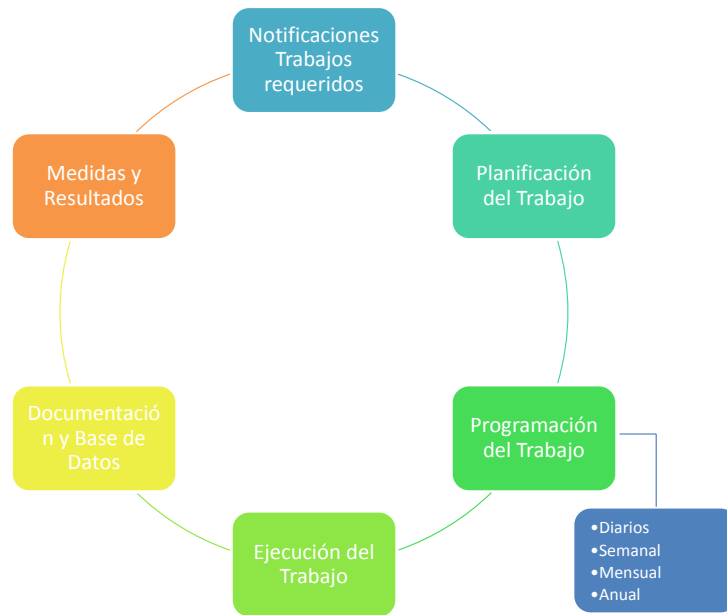 Notificaciones
Trabajos
requeridos
Planificación
del Trabajo
Programación
del Trabajo
•Diarios
•Semanal
•Mensual
•Anual
Ejecución del
Trabajo
Documentació
n y Base de
Datos
Medidas y
Resultados